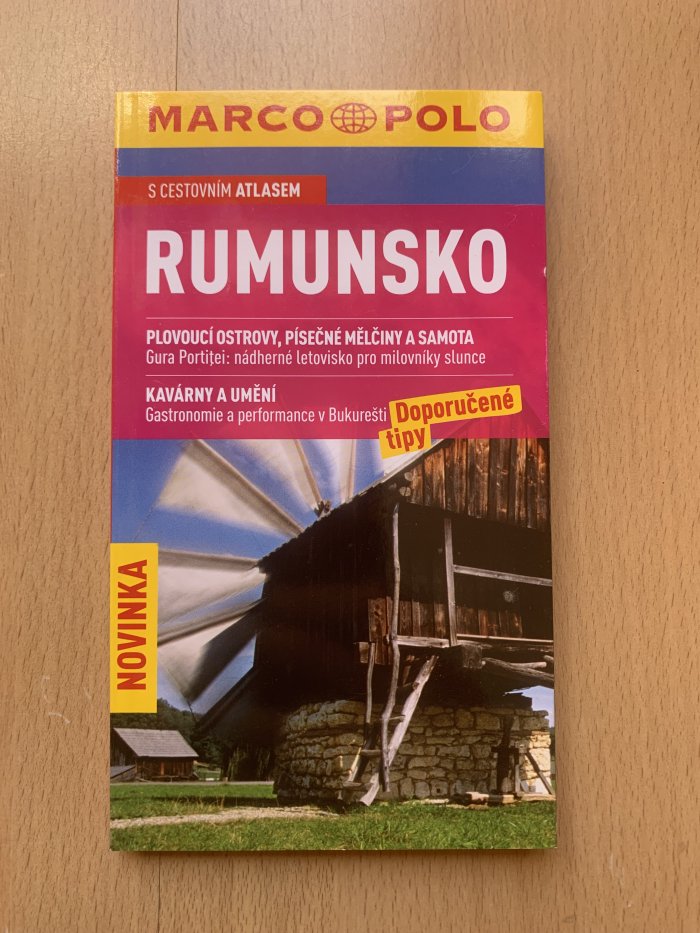 MARCO POLO
S CESTOVNÍM ATLASEM
RUMUNSKO
PLOVOUCÍ OSTROVY, PÍSEČNÉ MĚLČINY A SAMOTA
Gura Portiței: nádherné letovisko pro milovníky slunce
KAVÁRNY A UMĚNÍ
Gastronomie a performance v Bukurešti
Doporučené
tipy
NOVINKA